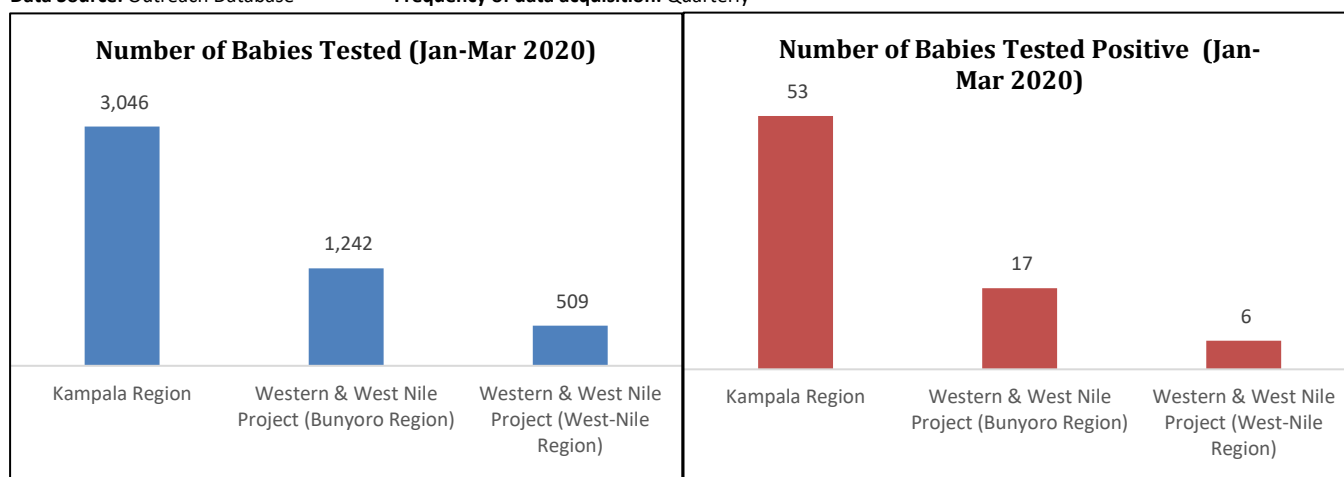 Data Source: Outreach Database Frequency of data acquisition: Quarterly
Number of Babies Tested (Jan-Mar 2020)
3,046
1,242
509
Kampala Region
Western & West Nile
Project (Bunyoro Region)
Western & West Nile
Project (West-Nile
Region)
Number of Babies Tested Positive (Jan-
Mar 2020)
53
17
6
Kampala Region
Western & West Nile
Project (Bunyoro Region)
Western & West Nile
Project (West-Nile
Region)